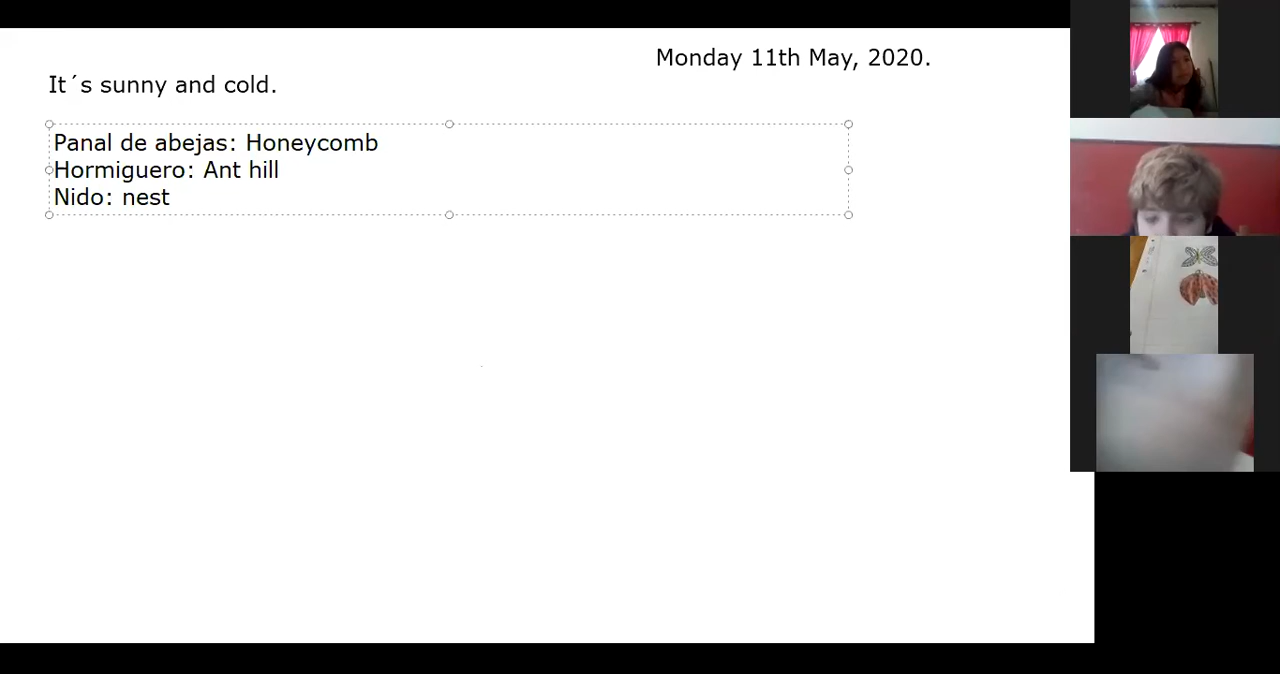 Monday 11th May, 2020.
It´s sunny and cold.
Panal de abejas: Honeycomb
Hormiguero: Ant hill
Nido: nest